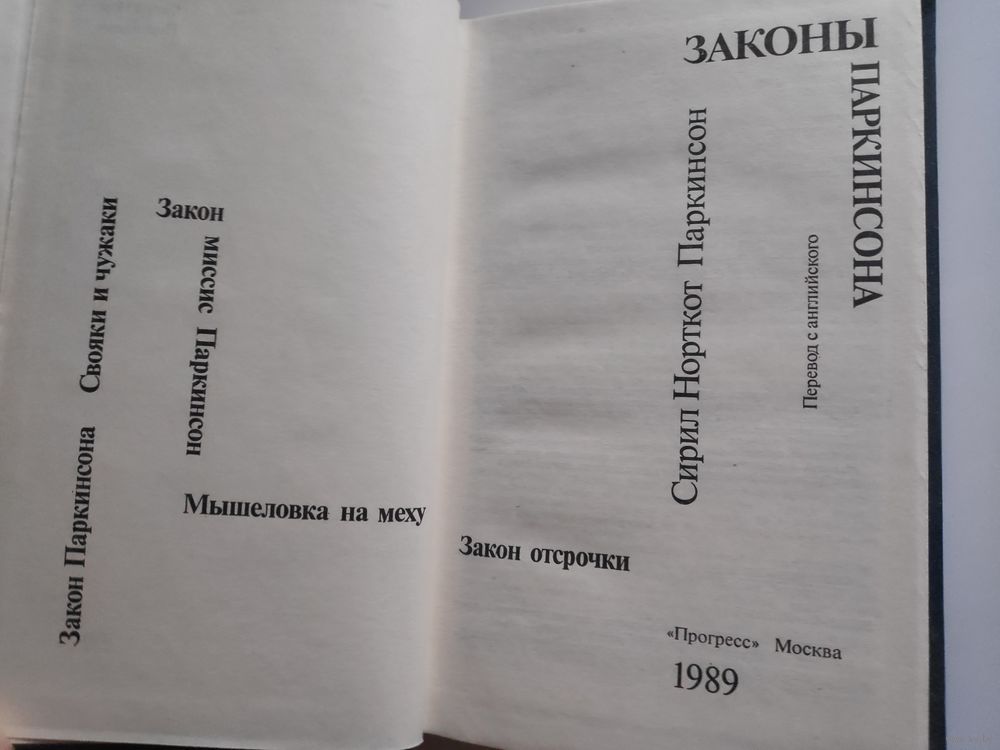 Закон Паркинсона
Свояки и чужаки
Закон
миссис Паркинсон
Мышеловка на меху
Закон отсрочки
ЗАКОНЫ
ПАРКИНСОНА
Сирил Норткот Паркинсон
Перевод с английского
«Прогресс» Москва
1989